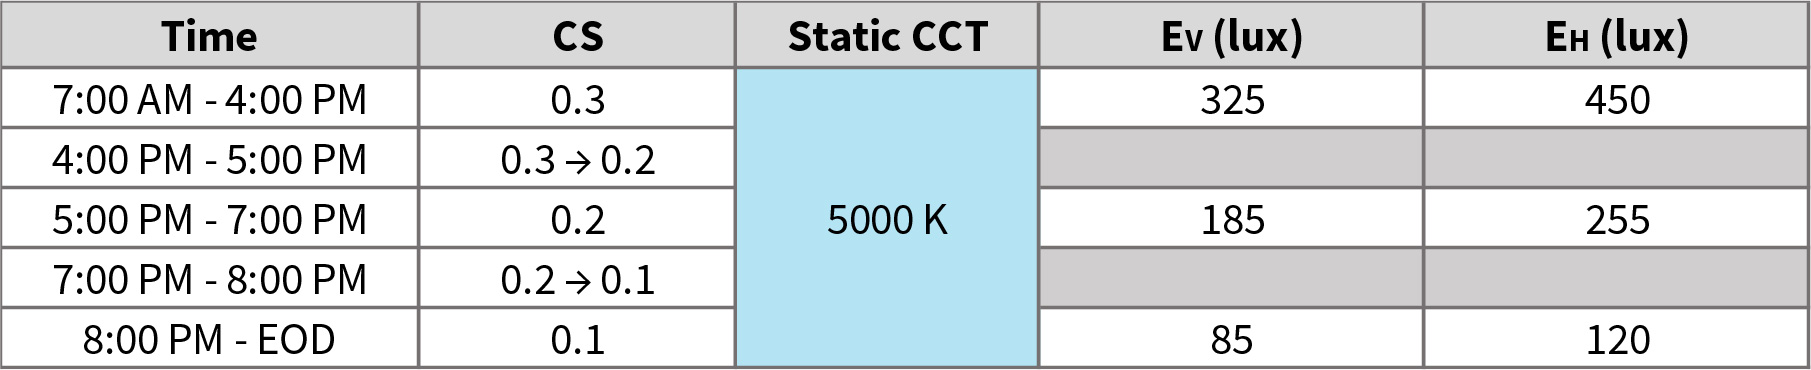 Time CS Static CCT EV (lux) EH (lux)
7:00 AM - 4:00 PM 0.3 325 450
4:00 PM - 5:00 PM 0.3 → 0.2
5:00 PM - 7:00 PM 0.2 5000 K 185 255
7:00 PM - 8:00 PM 0.2 → 0.1
8:00 PM - EOD 0.1 85 120